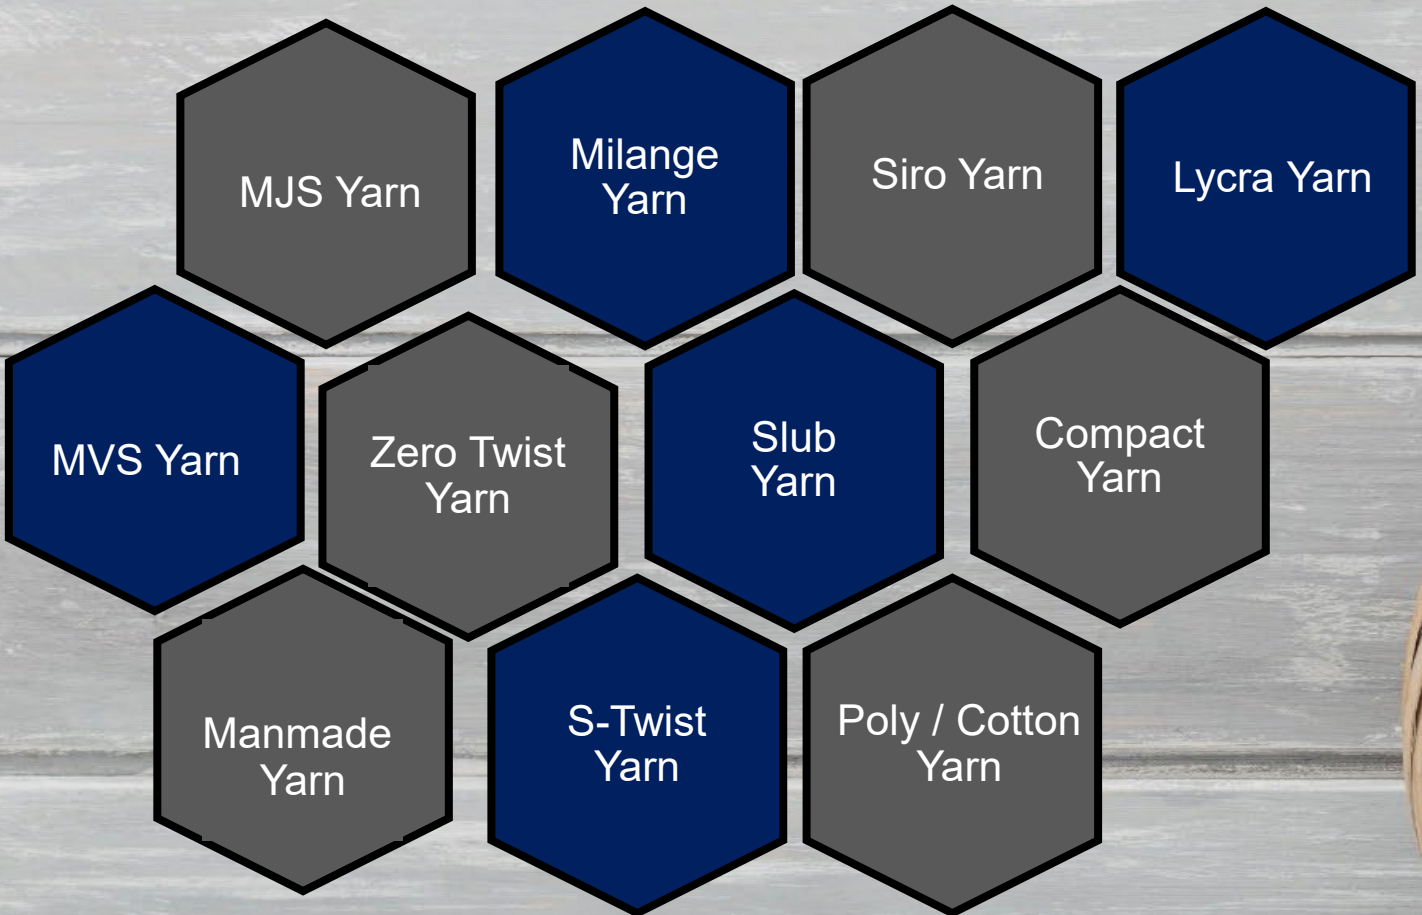 MJS Yarn
Milange
Yarn
Siro Yarn
Lycra Yarn
MVS Yarn
Zero Twist
Yarn
Slub
Yarn
Compact
Yarn
Manmade
Yarn
S-Twist
Yarn
Poly / Cotton
Yarn